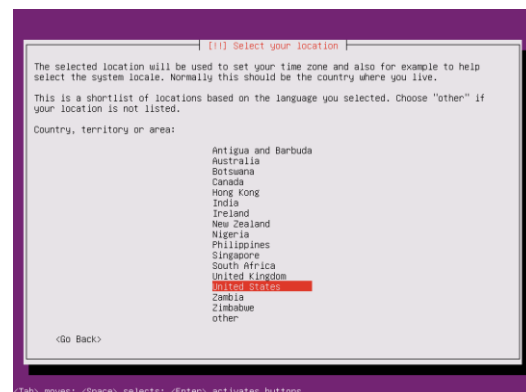 [!!] Select your location
The selected location will be used to set your time zone and also for example to help
select the system locale. Normally this should be the country where you live.
This is a shortlist of locations based on the language you selected. Choose "other" if
your location is not listed.
Country, territory or area:
Antigua and Barbuda
Australia
Botswana
Canada
Hong Kong
India
Ireland
New Zealand
Nigeria
Philippines
Singapore
South Africa
United Kingdom
United States
Zambia
Zimbabwe
other
<Go Back>
<Tab> moves; <Space> selects; <Enter> activates buttons